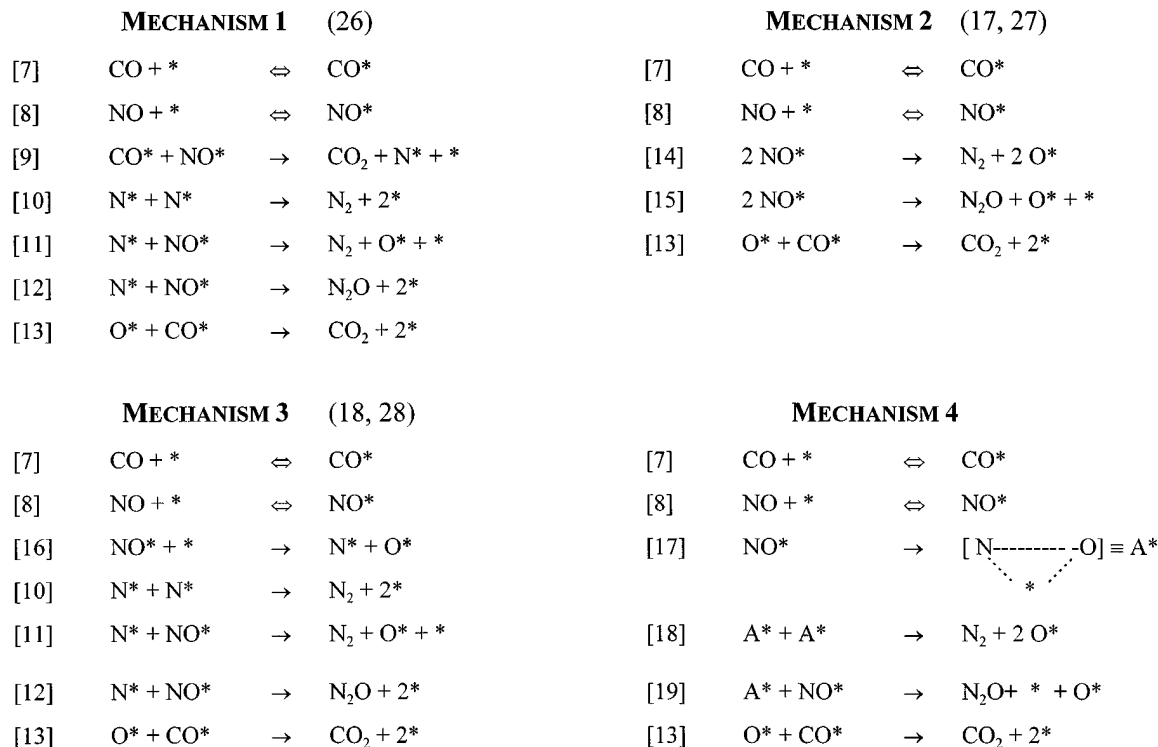 MECHANISM 1 (26)
[7] CO + * ⇔ CO*
[8] NO + * ⇔ NO*
[9] CO* + NO* → CO₂ + N* + *
[10] N* + N* → N₂ + 2*
[11] N* + NO* → N₂ + O* + *
[12] N* + NO* → N₂O + 2*
[13] O* + CO* → CO₂ + 2*
MECHANISM 2 (17, 27)
[7] CO + * ⇔ CO*
[8] NO + * ⇔ NO*
[14] 2 NO* → N₂ + 2 O*
[15] 2 NO* → N₂O + O* + *
[13] O* + CO* → CO₂ + 2*
MECHANISM 3 (18, 28)
[7] CO + * ⇔ CO*
[8] NO + * ⇔ NO*
[16] NO* + * → N* + O*
[10] N* + N* → N₂ + 2*
[11] N* + NO* → N₂ + O* + *
[12] N* + NO* → N₂O + 2*
[13] O* + CO* → CO₂ + 2*
MECHANISM 4
[7] CO + * ⇔ CO*
[8] NO + * ⇔ NO*
[17] NO* → [ N-----------O] ≡ A*
*
[18] A* + A* → N₂ + 2 O*
[19] A* + NO* → N₂O+ * + O*
[13] O* + CO* → CO₂ + 2*